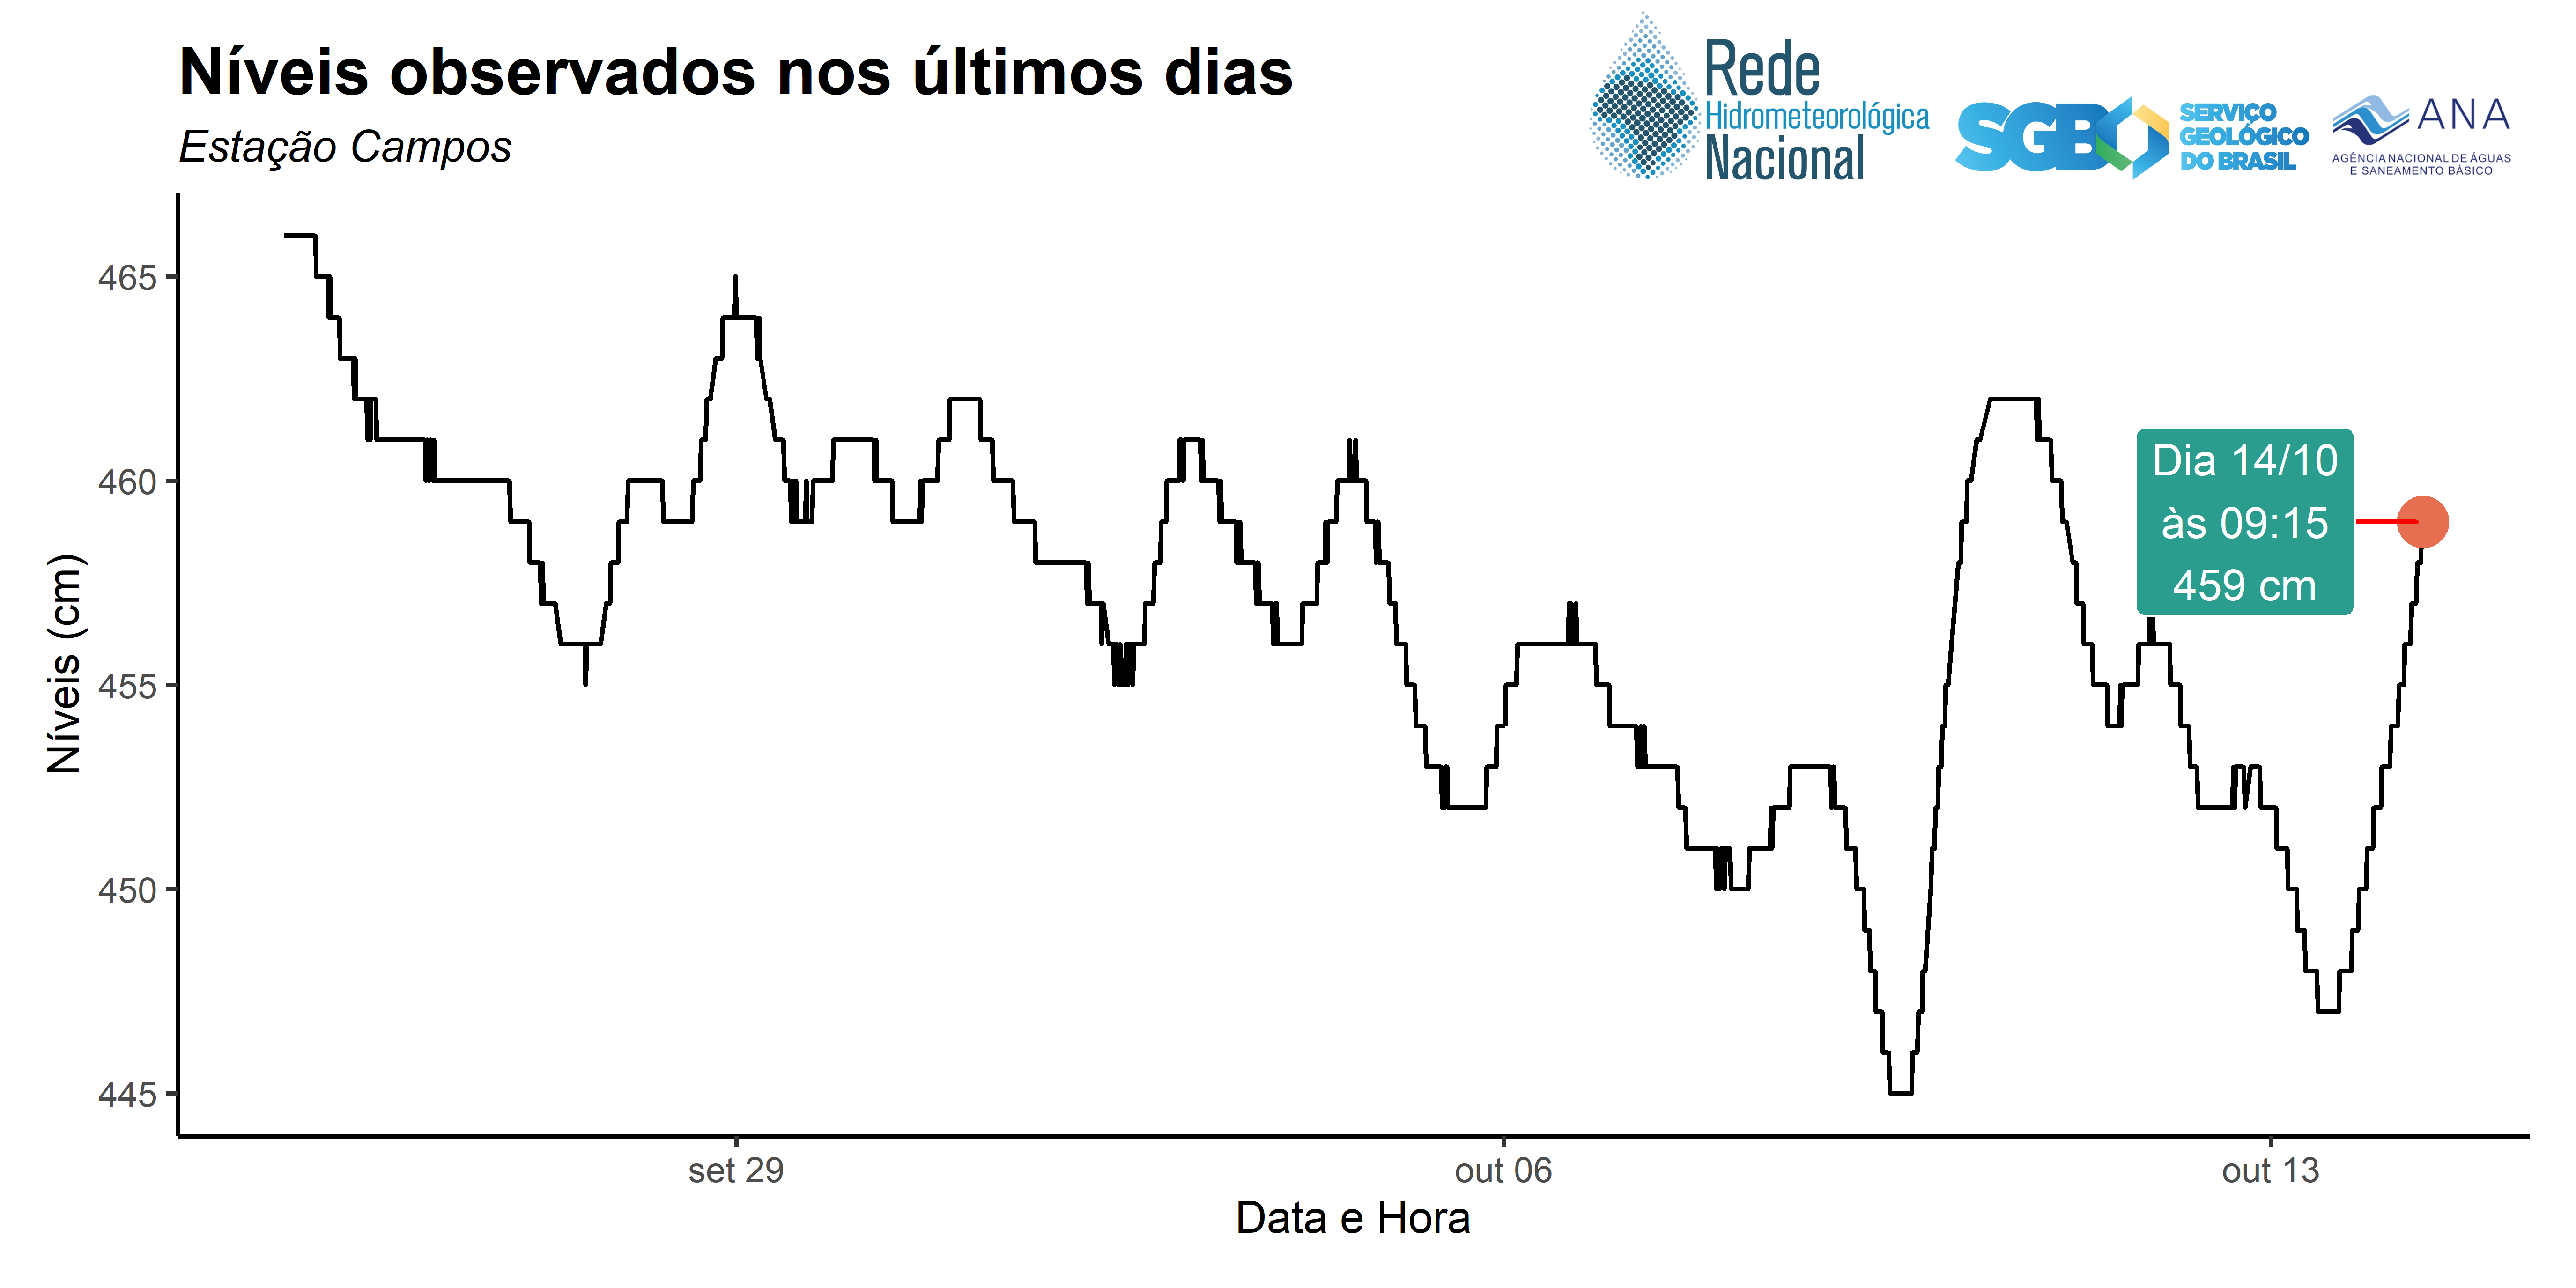 Níveis observados nos últimos dias
Estação Campos
Rede
Hidrometeorológica
Nacional
SGB
SERVIÇO
GEOLÓGICO
DO BRASIL
ANA
AGÊNCIA NACIONAL DE ÁGUAS
E SANEAMENTO BÁSICO
Níveis (cm)
465
460
455
450
445
Dia 14/10
às 09:15
459 cm
set 29
out 06
out 13
Data e Hora